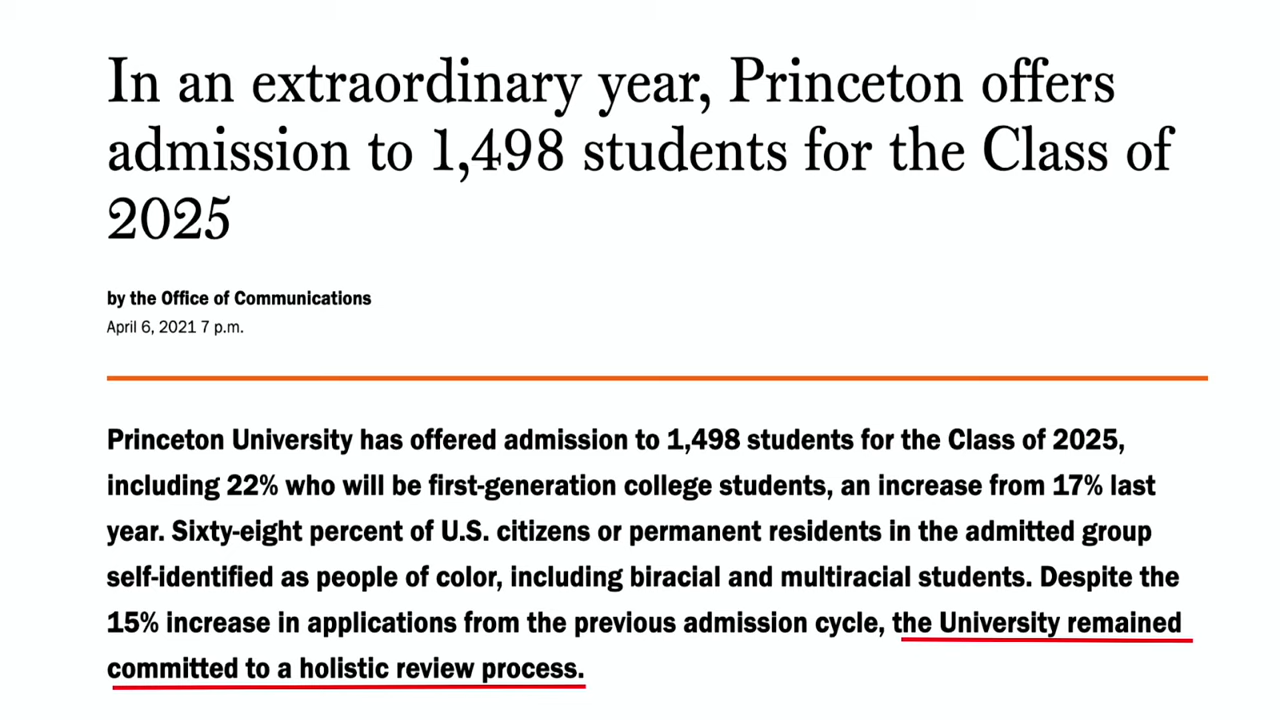 In an extraordinary year, Princeton offers
admission to 1,498 students for the Class of
2025
by the Office of Communications
April 6, 2021 7 p.m.
Princeton University has offered admission to 1,498 students for the Class of 2025,
including 22% who will be first-generation college students, an increase from 17% last
year. Sixty-eight percent of U.S. citizens or permanent residents in the admitted group
self-identified as people of color, including biracial and multiracial students. Despite the
15% increase in applications from the previous admission cycle, the University remained
committed to a holistic review process.